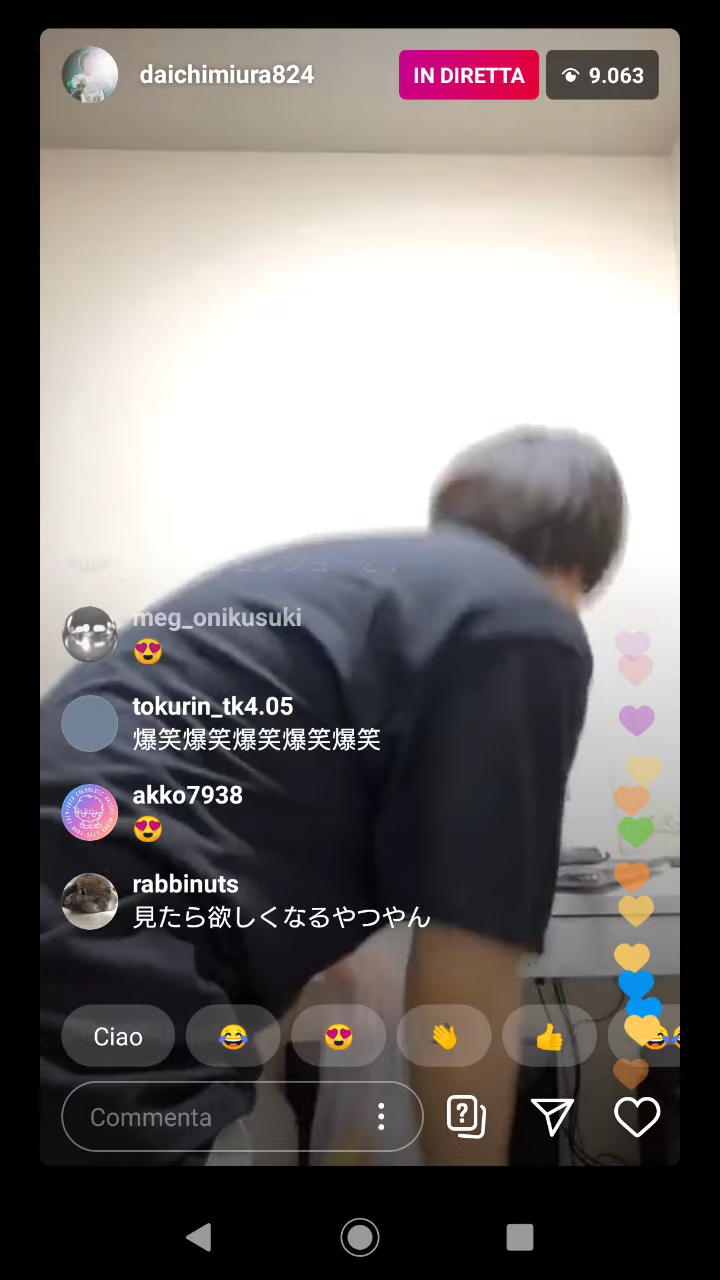 daichimiura824
IN DIRETTA
9.063
meg_onikusuki
😍
tokurin_tk4.05
爆笑爆笑爆笑爆笑爆笑
akko7938
😍
rabbinuts
見たら欲しくなるやつやん
Ciao 😂 😍 👏 👍 😂
Commenta